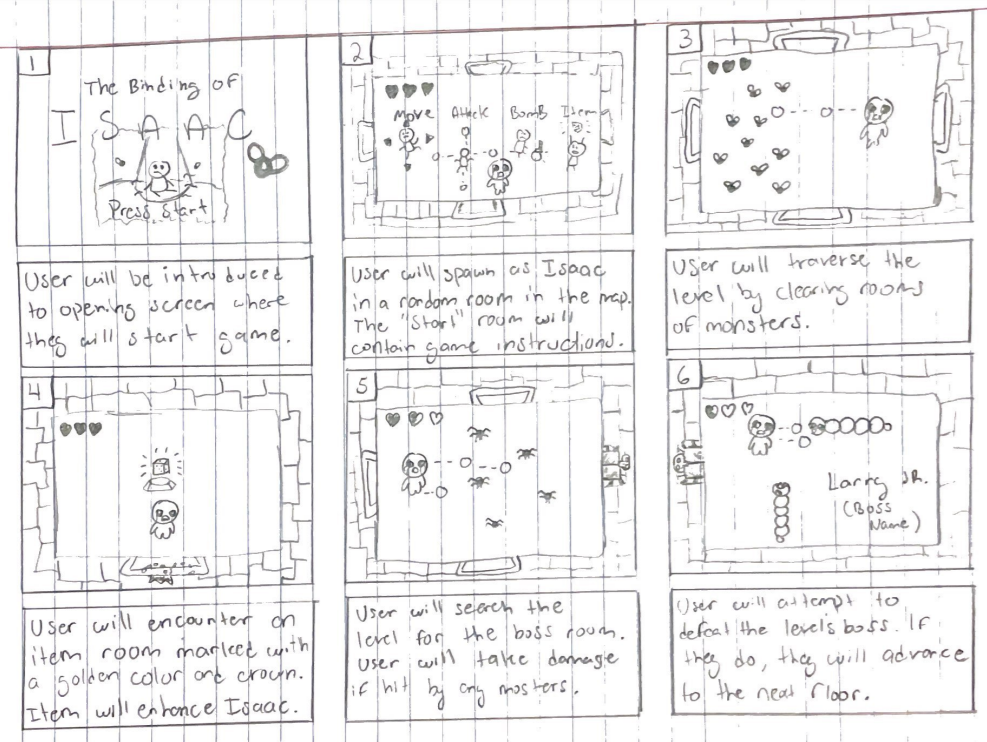 1
The Binding of
ISAAC
Press Start
User will be introduced
to opening screen where
they will start game.
2
Move Attack Bomb Item
User will spawn as Isaac
in a random room in the map.
The "Start" room will
contain game instructions.
3
User will traverse the
level by clearing rooms
of monsters.
4
User will encounter an
item room marked with
a golden color and crown.
Item will enhance Isaac.
5
User will search the
level for the boss room.
User will take damage
if hit by any mosters.
6
Larry JR.
(Boss
Name)
User will attempt to
defeat the levels boss. If
they do, they will advance
to the next floor.